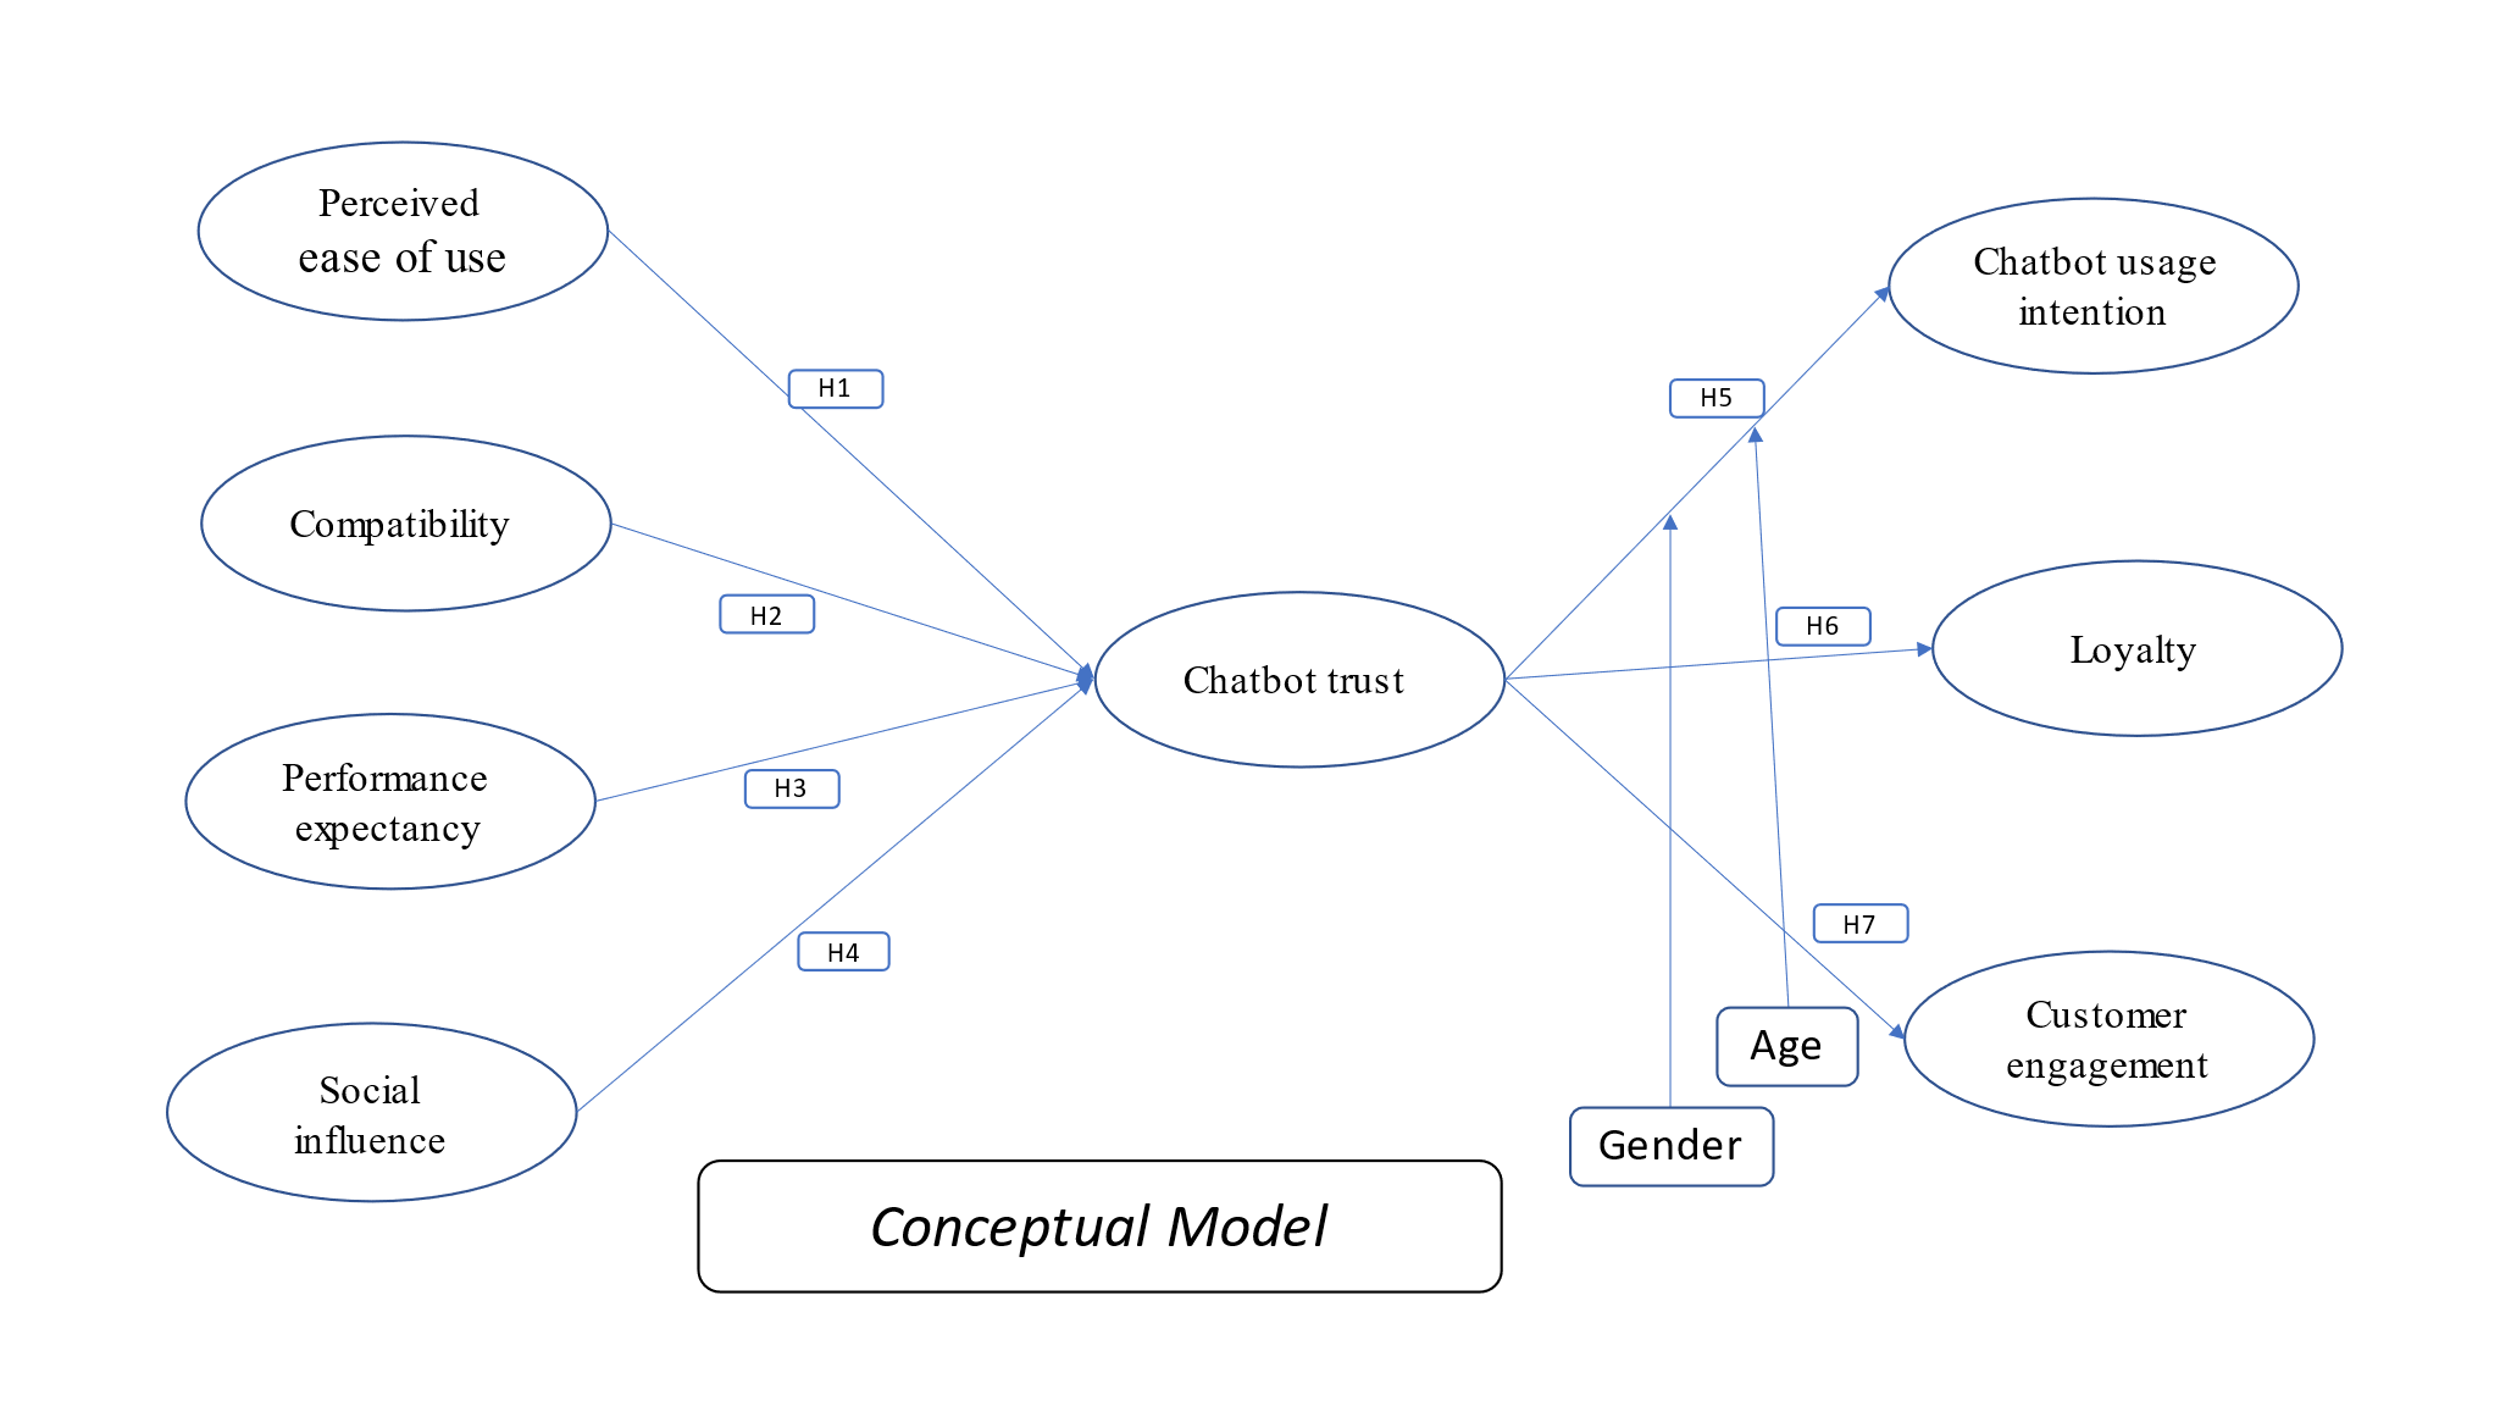 Perceived
ease of use
Compatibility
Performance
expectancy
Social
influence
H1
H2
H3
H4
Chatbot trust
H5
H6
H7
Chatbot usage
intention
Loyalty
Customer
engagement
Age
Gender
Conceptual Model